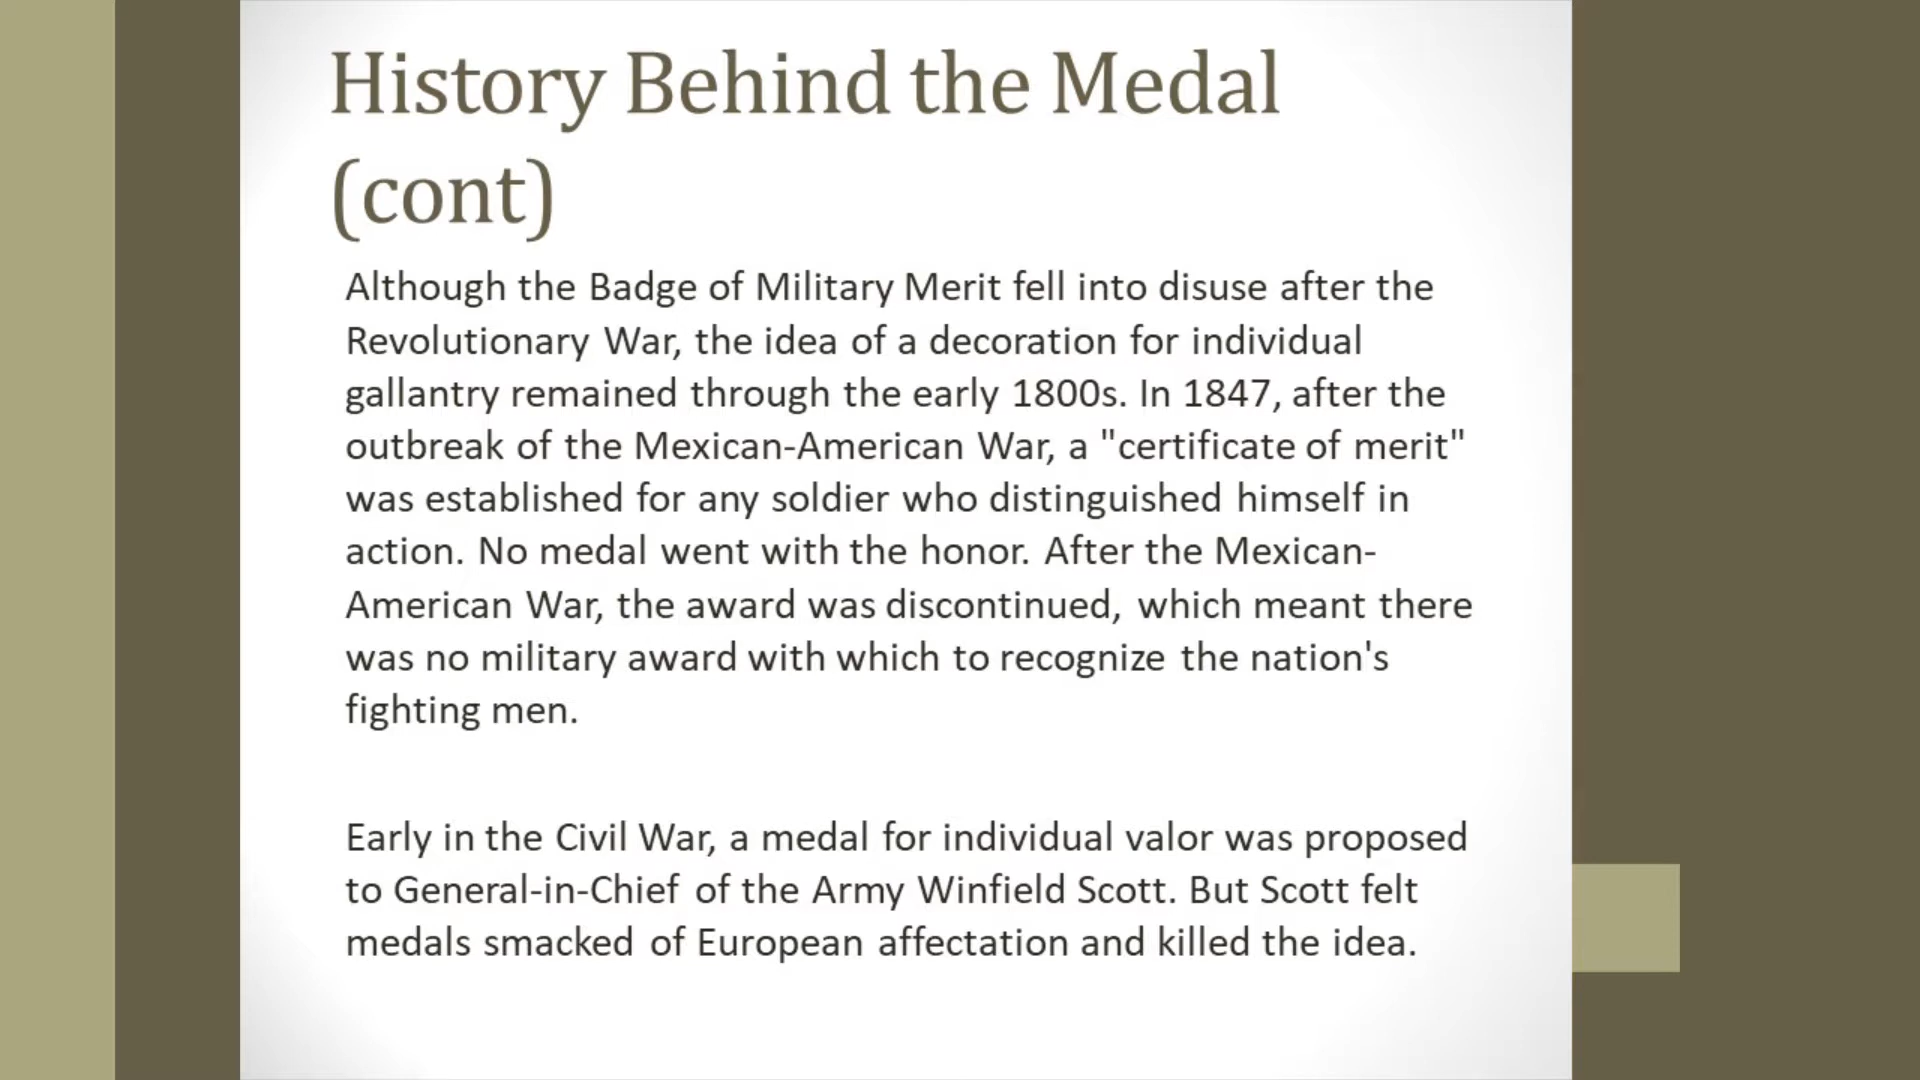 History Behind the Medal
(cont)
Although the Badge of Military Merit fell into disuse after the
Revolutionary War, the idea of a decoration for individual
gallantry remained through the early 1800s. In 1847, after the
outbreak of the Mexican-American War, a "certificate of merit"
was established for any soldier who distinguished himself in
action. No medal went with the honor. After the Mexican-
American War, the award was discontinued, which meant there
was no military award with which to recognize the nation's
fighting men.
Early in the Civil War, a medal for individual valor was proposed
to General-in-Chief of the Army Winfield Scott. But Scott felt
medals smacked of European affectation and killed the idea.